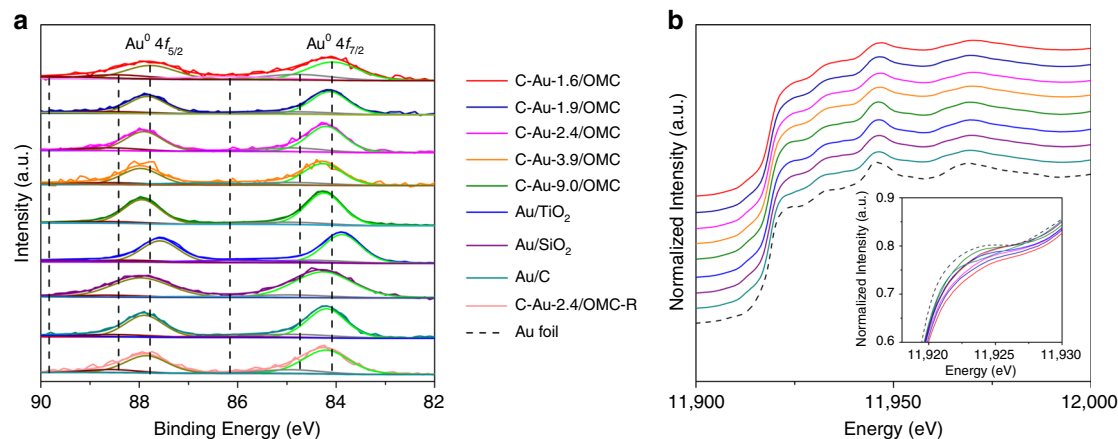 a
Au⁰ 4f₅/₂
Au⁰ 4f₇/₂
Intensity (a.u.)
90
88
86
84
82
Binding Energy (eV)
C-Au-1.6/OMC
C-Au-1.9/OMC
C-Au-2.4/OMC
C-Au-3.9/OMC
C-Au-9.0/OMC
Au/TiO₂
Au/SiO₂
Au/C
C-Au-2.4/OMC-R
Au foil
b
Normalized Intensity (a.u.)
11,900
11,950
12,000
Energy (eV)
Normalized Intensity (a.u.)
0.9
0.8
0.7
0.6
11,920
11,925
11,930
Energy (eV)